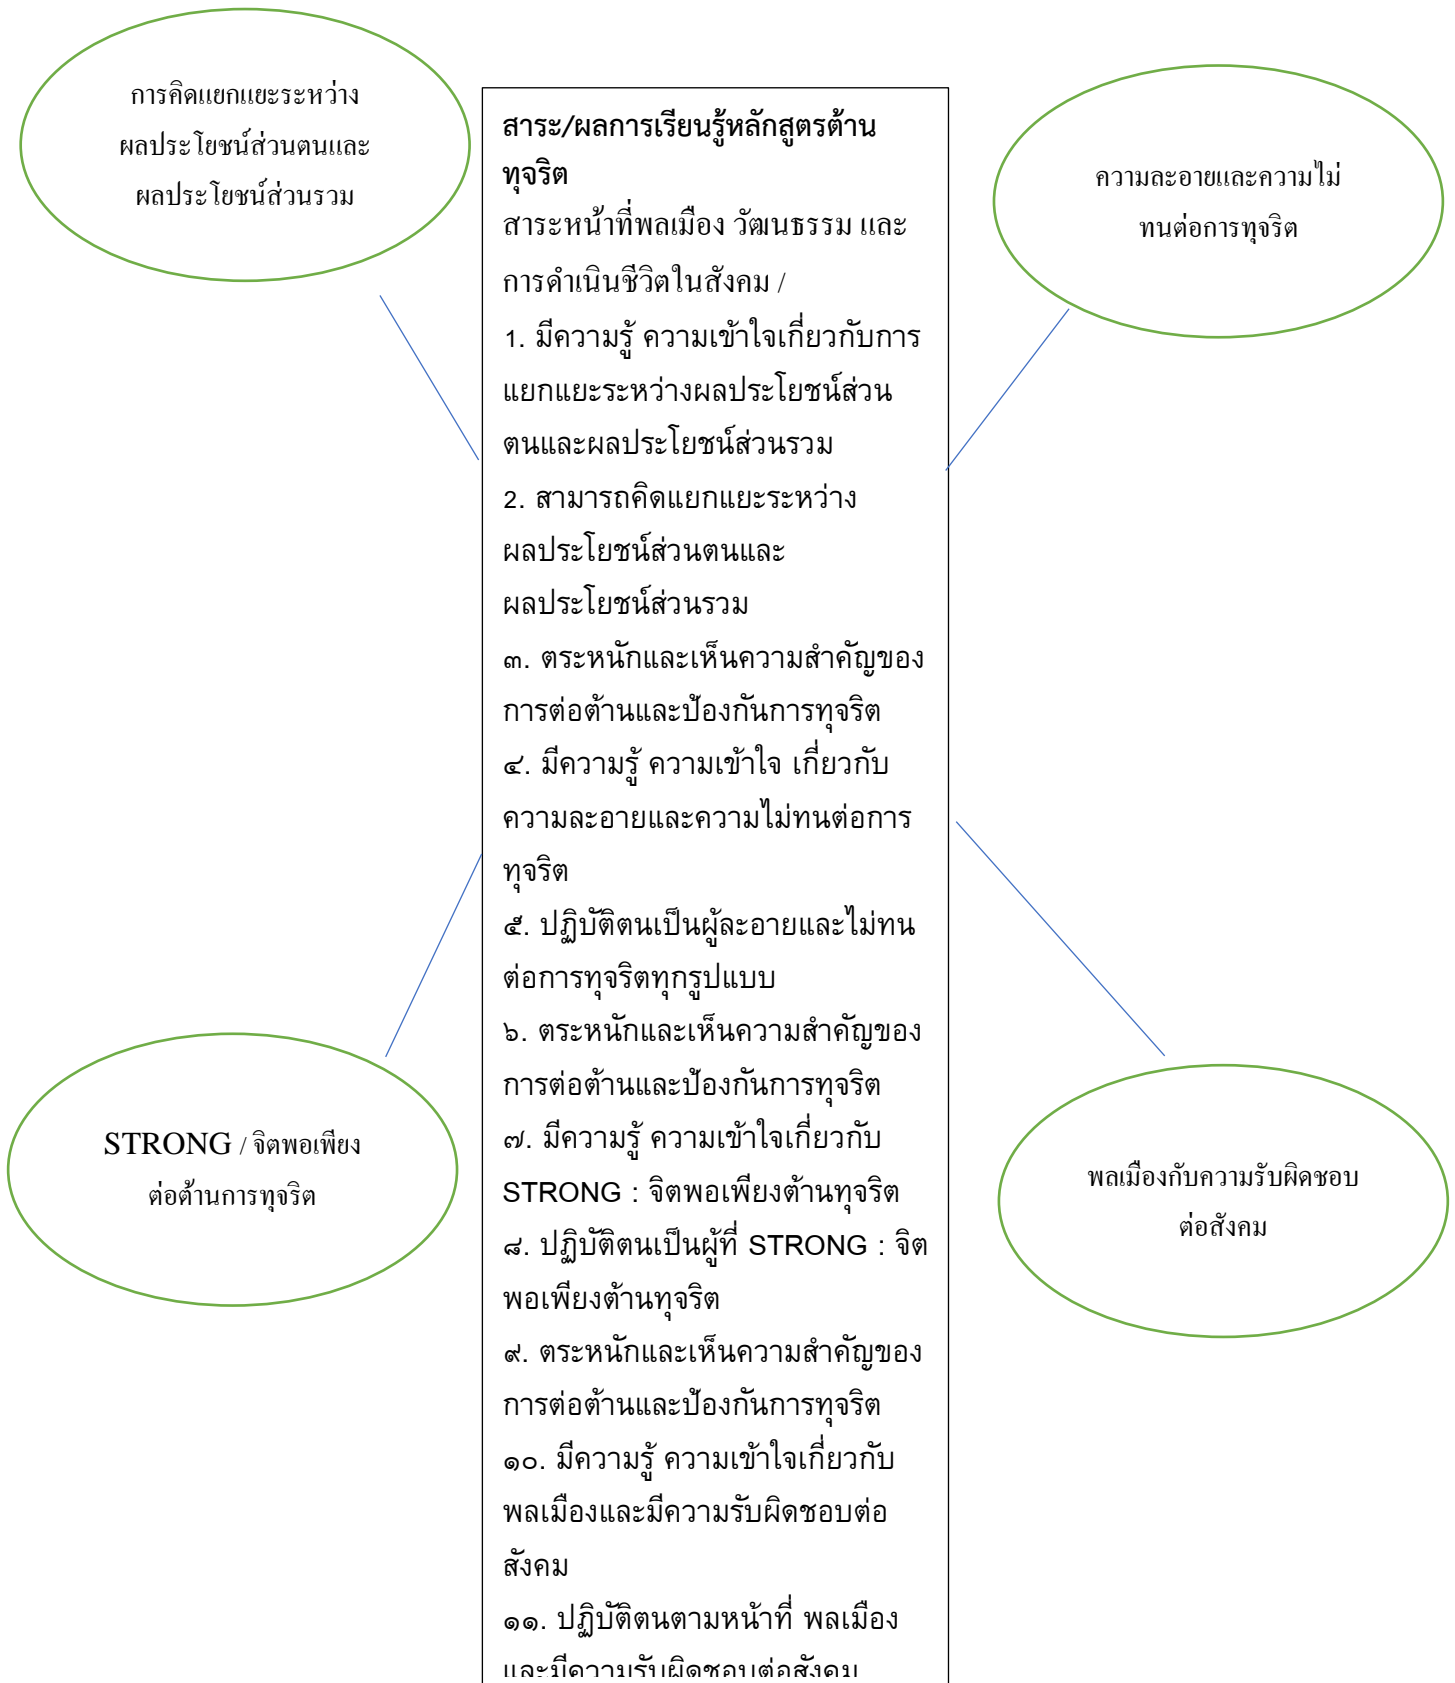 การคิดแยกแยะระหว่าง
ผลประโยชน์ส่วนตนและ
ผลประโยชน์ส่วนรวม
ความละอายและความไม่
ทนต่อการทุจริต
สาระ/ผลการเรียนรู้หลักสูตรต้าน
ทุจริต
สาระหน้าที่พลเมือง วัฒนธรรม และ
การดำเนินชีวิตในสังคม /
1. มีความรู้ ความเข้าใจเกี่ยวกับการ
แยกแยะระหว่างผลประโยชน์ส่วน
ตนและผลประโยชน์ส่วนรวม
2. สามารถคิดแยกแยะระหว่าง
ผลประโยชน์ส่วนตนและ
ผลประโยชน์ส่วนรวม
๓. ตระหนักและเห็นความสำคัญของ
การต่อต้านและป้องกันการทุจริต
๔. มีความรู้ ความเข้าใจ เกี่ยวกับ
ความละอายและความไม่ทนต่อการ
ทุจริต
๕. ปฏิบัติตนเป็นผู้ละอายและไม่ทน
ต่อการทุจริตทุกรูปแบบ
๖. ตระหนักและเห็นความสำคัญของ
การต่อต้านและป้องกันการทุจริต
๗. มีความรู้ ความเข้าใจเกี่ยวกับ
STRONG : จิตพอเพียงต้านทุจริต
๘. ปฏิบัติตนเป็นผู้ที่ STRONG : จิต
พอเพียงต้านทุจริต
๙. ตระหนักและเห็นความสำคัญของ
การต่อต้านและป้องกันการทุจริต
๑๐. มีความรู้ ความเข้าใจเกี่ยวกับ
พลเมืองและมีความรับผิดชอบต่อ
สังคม
๑๑. ปฏิบัติตนตามหน้าที่ พลเมือง
และมีความรับผิดชอบต่อสังคม
STRONG / จิตพอเพียง
ต่อต้านการทุจริต
พลเมืองกับความรับผิดชอบ
ต่อสังคม